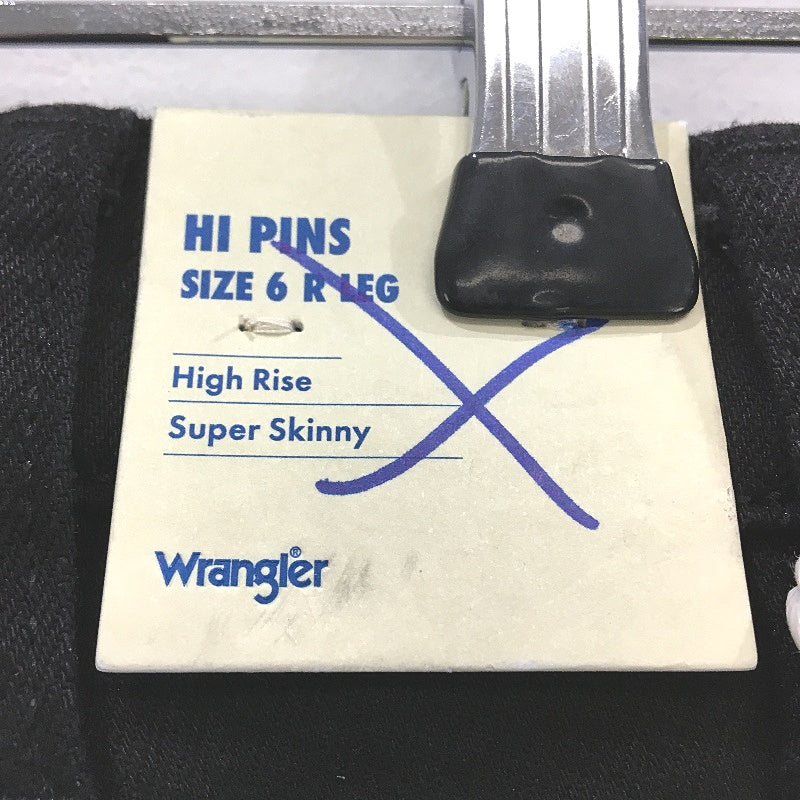 HI PINS
SIZE 6 R LEG
High Rise
Super Skinny
Wrangler®